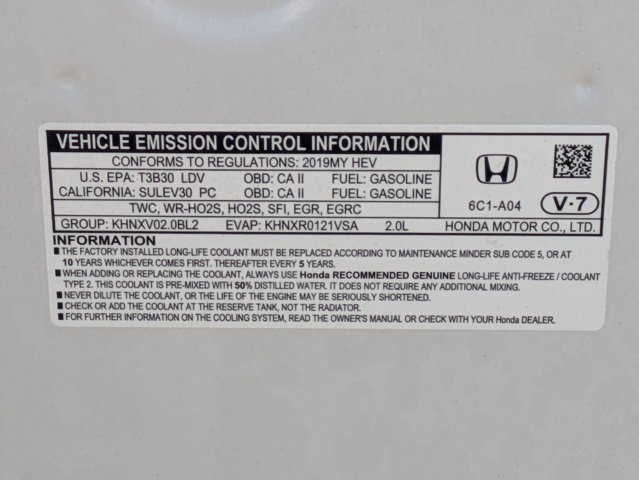 VEHICLE EMISSION CONTROL INFORMATION
CONFORMS TO REGULATIONS: 2019MY HEV
U.S. EPA: T3B30 LDV OBD: CA II FUEL: GASOLINE
CALIFORNIA: SULEV30 PC OBD: CA II FUEL: GASOLINE
TWC, WR-HO2S, HO2S, SFI, EGR, EGRC
GROUP: KHNXV02.0BL2 EVAP: KHNXR0121VSA 2.0L
6C1-A04 V-7
HONDA MOTOR CO., LTD.
INFORMATION
■ THE FACTORY INSTALLED LONG-LIFE COOLANT MUST BE REPLACED ACCORDING TO MAINTENANCE MINDER SUB CODE 5, OR AT
10 YEARS WHICHEVER COMES FIRST. THEREAFTER EVERY 5 YEARS.
■ WHEN ADDING OR REPLACING THE COOLANT, ALWAYS USE Honda RECOMMENDED GENUINE LONG-LIFE ANTI-FREEZE / COOLANT
TYPE 2. THIS COOLANT IS PRE-MIXED WITH 50% DISTILLED WATER. IT DOES NOT REQUIRE ANY ADDITIONAL MIXING.
■ NEVER DILUTE THE COOLANT, OR THE LIFE OF THE ENGINE MAY BE SERIOUSLY SHORTENED.
■ CHECK OR ADD THE COOLANT AT THE RESERVE TANK, NOT THE RADIATOR.
■ FOR FURTHER INFORMATION ON THE COOLING SYSTEM, READ THE OWNER'S MANUAL OR CHECK WITH YOUR Honda DEALER.